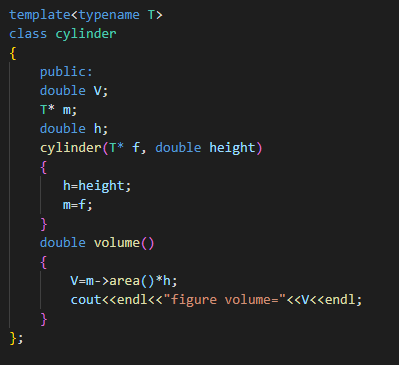 template<typename T>
class cylinder
{
    public:
    double V;
    T* m;
    double h;
    cylinder(T* f, double height)
    {
       h=height;
       m=f;
    }
    double volume()
    {
        V=m->area()*h;
        cout<<endl<<"figure volume="<<V<<endl;
    }
};